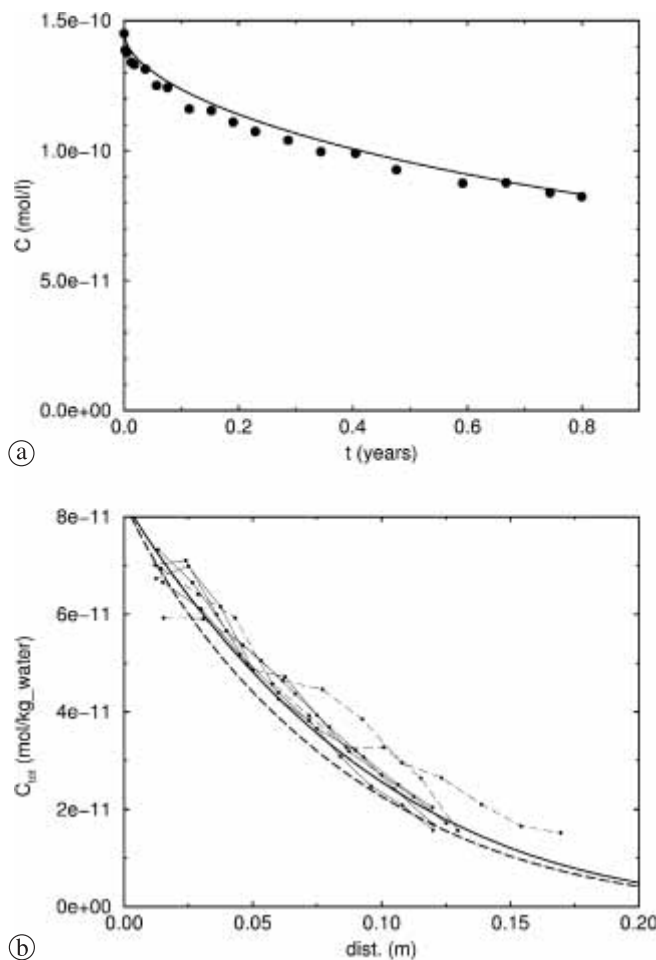 1.5e−10
1.0e−10
5.0e−11
0.0e+00
C (mol/l)
0.0 0.2 0.4 0.6 0.8
t (years)
a
8e−11
6e−11
4e−11
2e−11
0e+00
C_tot (mol/kg_water)
0.00 0.05 0.10 0.15 0.20
dist. (m)
b